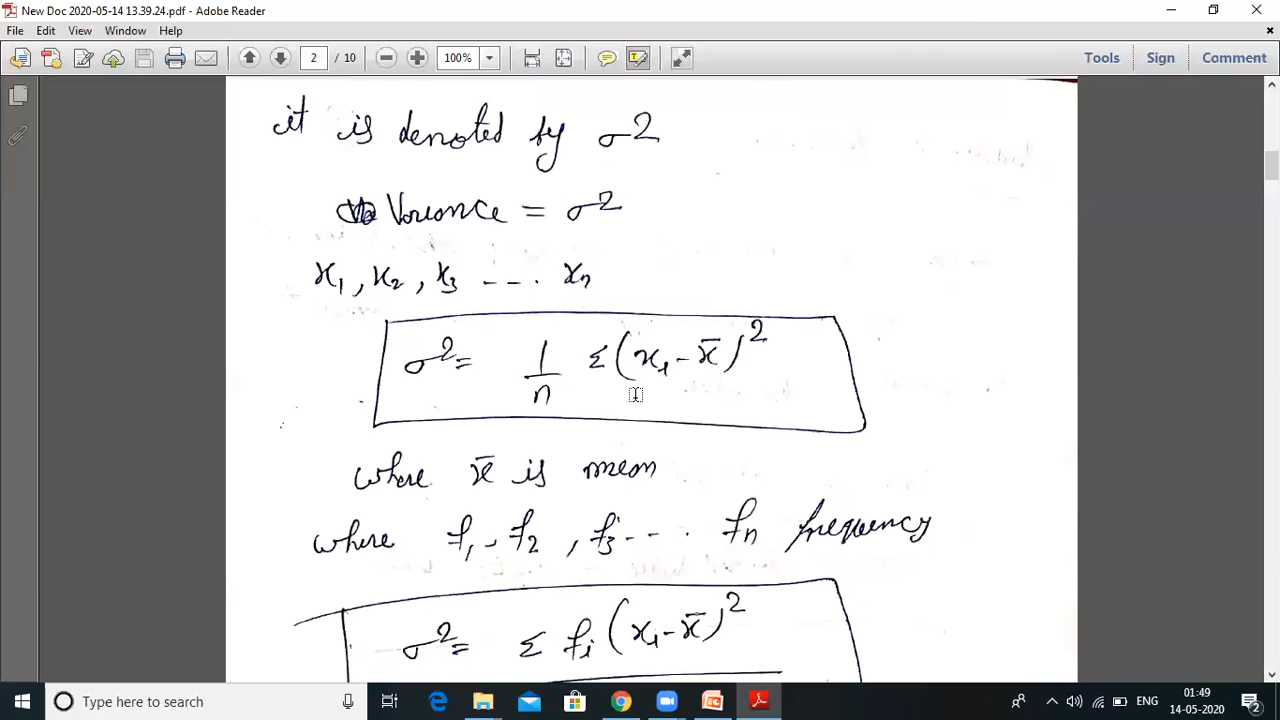 New Doc 2020-05-14 13.39.24.pdf - Adobe Reader
File Edit View Window Help
2 / 10 100% Tools Sign Comment
it is denoted by σ2
Variance = σ2
x1, x2, x3 --- . xn
σ2= 1/n Σ(x1 - x̄)2
where x̄ is mean
where f1 - f2 , f3 -- . fn frequency
σ2= Σ fi (x1 - x̄)2
Type here to search
ENG 01:49
14-05-2020
2